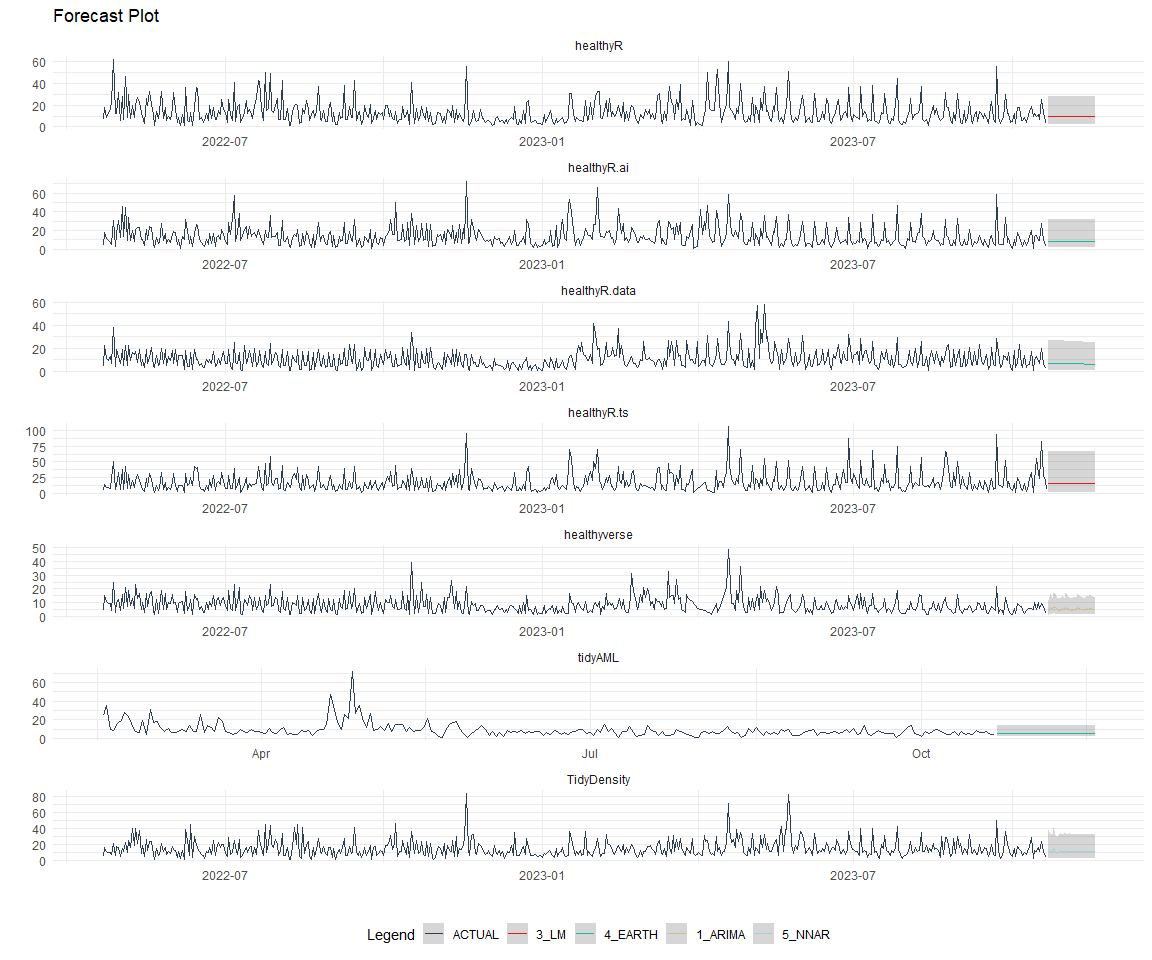 Forecast Plot
healthyR
60
40
20
0
2022-07 2023-01 2023-07
healthyR.ai
60
40
20
0
2022-07 2023-01 2023-07
healthyR.data
60
40
20
0
2022-07 2023-01 2023-07
healthyR.ts
100
75
50
25
0
2022-07 2023-01 2023-07
healthyverse
50
40
30
20
10
0
2022-07 2023-01 2023-07
tidyAML
60
40
20
0
Apr Jul Oct
TidyDensity
80
60
40
20
0
2022-07 2023-01 2023-07
Legend ACTUAL 3_LM 4_EARTH 1_ARIMA 5_NNAR